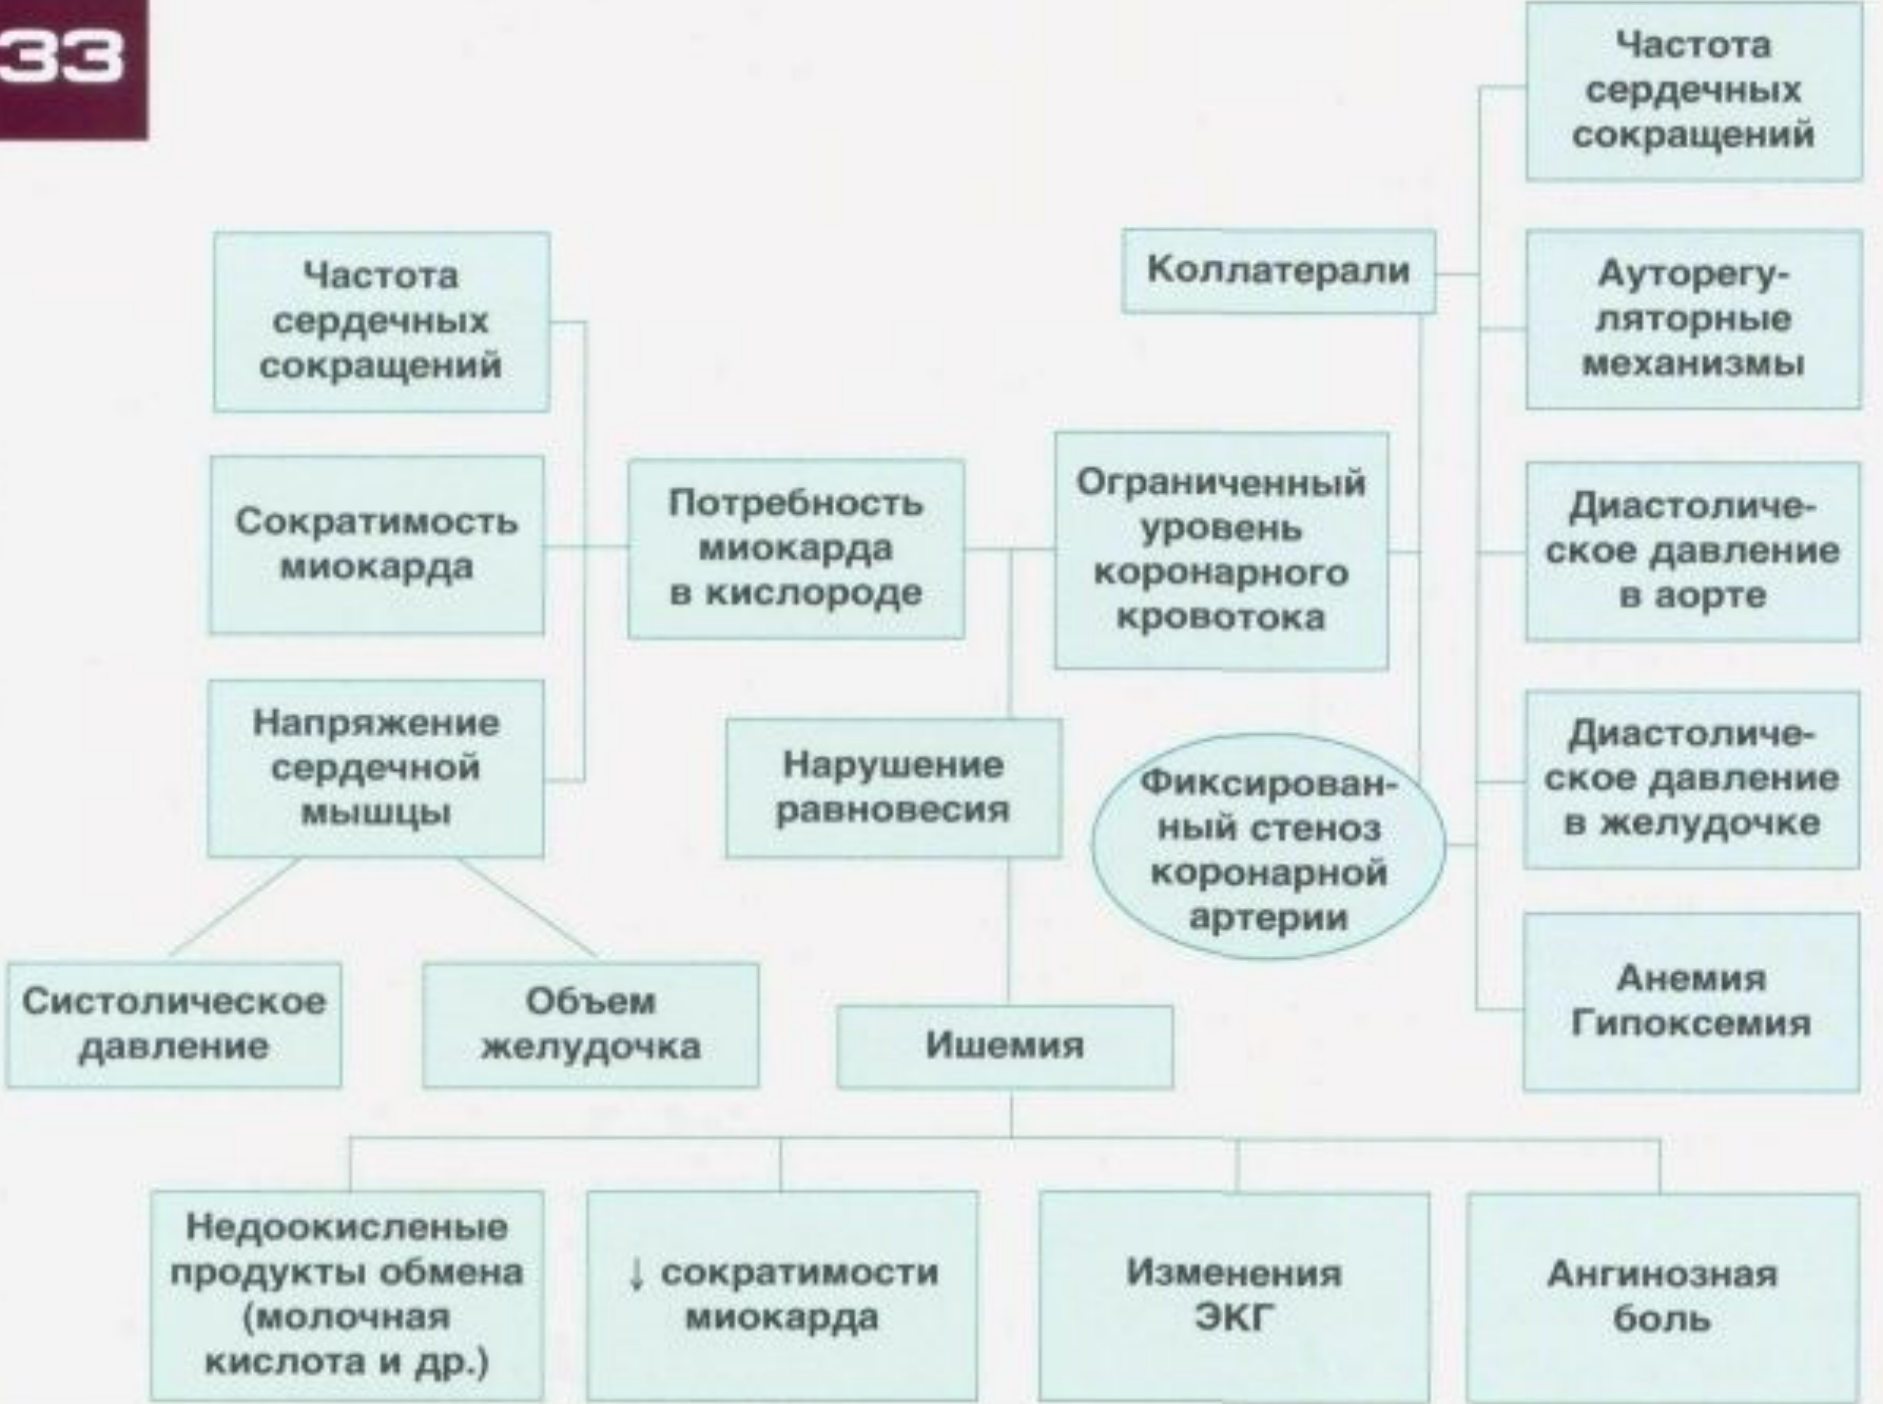 33
Частота
сердечных
сокращений
Коллатерали
Ауторегу-
ляторные
механизмы
Частота
сердечных
сокращений
Сократимость
миокарда
Потребность
миокарда
в кислороде
Ограниченный
уровень
коронарного
кровотока
Диастоличе-
ское давление
в аорте
Напряжение
сердечной
мышцы
Нарушение
равновесия
Фиксирован-
ный стеноз
коронарной
артерии
Диастоличе-
ское давление
в желудочке
Систолическое
давление
Объем
желудочка
Ишемия
Анемия
Гипоксемия
Недоокисленые
продукты обмена
(молочная
кислота и др.)
↓ сократимости
миокарда
Изменения
ЭКГ
Ангинозная
боль